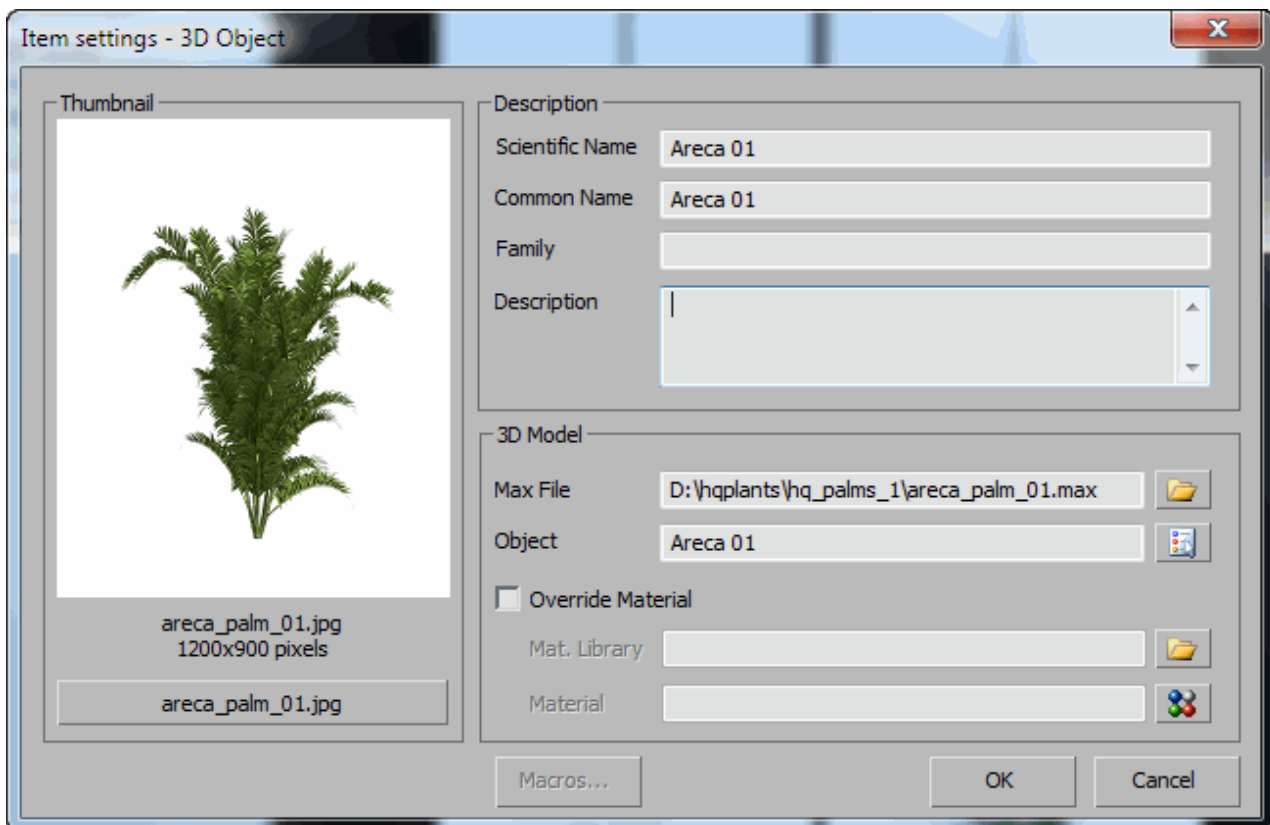 Item settings - 3D Object
Thumbnail
areca_palm_01.jpg
1200x900 pixels
areca_palm_01.jpg
Description
Scientific Name Areca 01
Common Name Areca 01
Family
Description
3D Model
Max File D:\hqplants\hq_palms_1\areca_palm_01.max
Object Areca 01
Override Material
Mat. Library
Material
Macros... OK Cancel